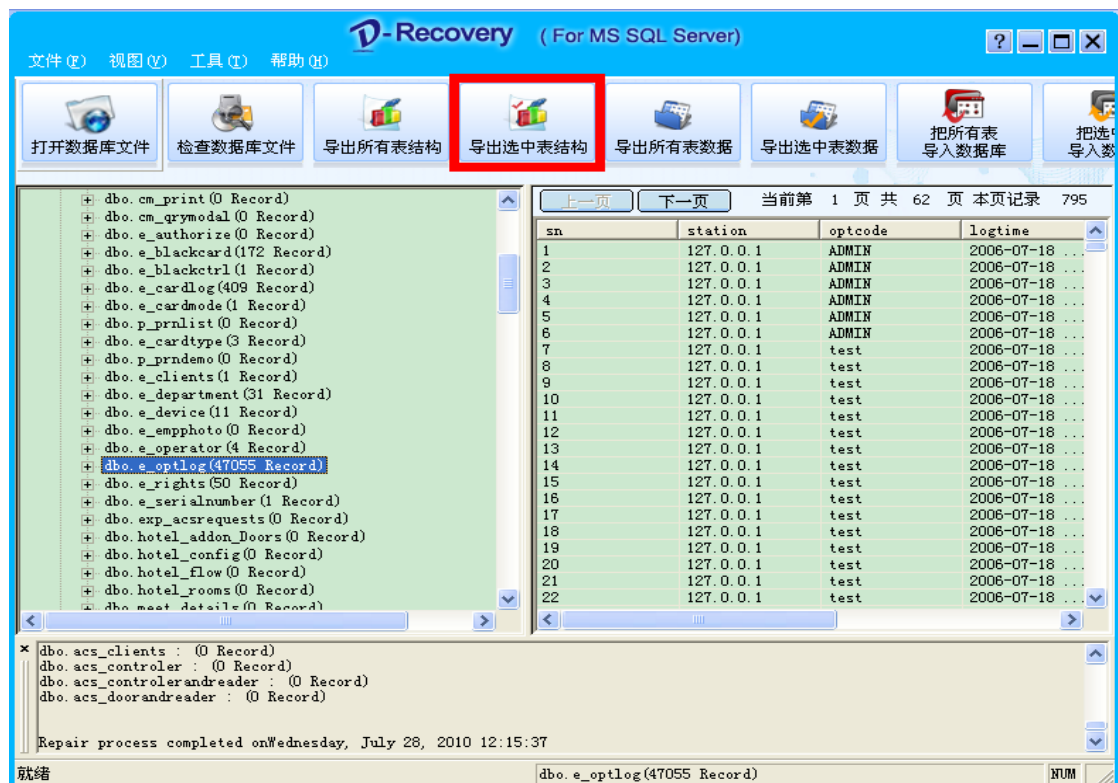 D-Recovery ( For MS SQL Server)
文件(F) 视图(V) 工具(T) 帮助(H)
打开数据库文件
检查数据库文件
导出所有表结构
导出选中表结构
导出所有表数据
导出选中表数据
把所有表
导入数据库
把选中
导入数
dbo.cm_print(0 Record)
dbo.cm_qrymodal(0 Record)
dbo.e_authorize(0 Record)
dbo.e_blackcard(172 Record)
dbo.e_blackctrl(1 Record)
dbo.e_cardlog(409 Record)
dbo.e_cardmode(1 Record)
dbo.p_prnlist(0 Record)
dbo.e_cardtype(3 Record)
dbo.p_prndemo(0 Record)
dbo.e_clients(1 Record)
dbo.e_department(31 Record)
dbo.e_device(11 Record)
dbo.e_empphoto(0 Record)
dbo.e_operator(4 Record)
dbo.e_optlog(47055 Record)
dbo.e_rights(50 Record)
dbo.e_serialnumber(1 Record)
dbo.exp_acsrequests(0 Record)
dbo.hotel_addon_Doors(0 Record)
dbo.hotel_config(0 Record)
dbo.hotel_flow(0 Record)
dbo.hotel_rooms(0 Record)
dbo.meet_details(0 Record)
上一页 下一页 当前第 1 页 共 62 页 本页记录 795
sn station optcode logtime
1 127.0.0.1 ADMIN 2006-07-18 ...
2 127.0.0.1 ADMIN 2006-07-18 ...
3 127.0.0.1 ADMIN 2006-07-18 ...
4 127.0.0.1 ADMIN 2006-07-18 ...
5 127.0.0.1 ADMIN 2006-07-18 ...
6 127.0.0.1 ADMIN 2006-07-18 ...
7 127.0.0.1 test 2006-07-18 ...
8 127.0.0.1 test 2006-07-18 ...
9 127.0.0.1 test 2006-07-18 ...
10 127.0.0.1 test 2006-07-18 ...
11 127.0.0.1 test 2006-07-18 ...
12 127.0.0.1 test 2006-07-18 ...
13 127.0.0.1 test 2006-07-18 ...
14 127.0.0.1 test 2006-07-18 ...
15 127.0.0.1 test 2006-07-18 ...
16 127.0.0.1 test 2006-07-18 ...
17 127.0.0.1 test 2006-07-18 ...
18 127.0.0.1 test 2006-07-18 ...
19 127.0.0.1 test 2006-07-18 ...
20 127.0.0.1 test 2006-07-18 ...
21 127.0.0.1 test 2006-07-18 ...
22 127.0.0.1 test 2006-07-18 ...
dbo.acs_clients : (0 Record)
dbo.acs_controler : (0 Record)
dbo.acs_controlerandreader : (0 Record)
dbo.acs_doorandreader : (0 Record)
Repair process completed onWednesday, July 28, 2010 12:15:37
就绪 dbo.e_optlog(47055 Record) NUM